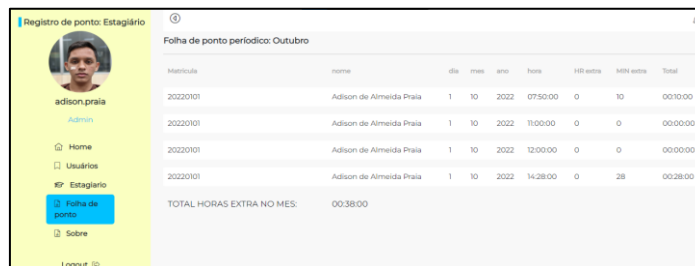 Registro de ponto: Estagiário
adison.praia
Admin
Home
Usuários
Estagiario
Folha de
ponto
Sobre
Logout
Folha de ponto periódico: Outubro
Matricula nome dia mes ano hora HR extra MIN extra Total
20220101 Adison de Almeida Praia 1 10 2022 07:50:00 0 10 00:10:00
20220101 Adison de Almeida Praia 1 10 2022 11:00:00 0 0 00:00:00
20220101 Adison de Almeida Praia 1 10 2022 12:00:00 0 0 00:00:00
20220101 Adison de Almeida Praia 1 10 2022 14:28:00 0 28 00:28:00
TOTAL HORAS EXTRA NO MES: 00:38:00